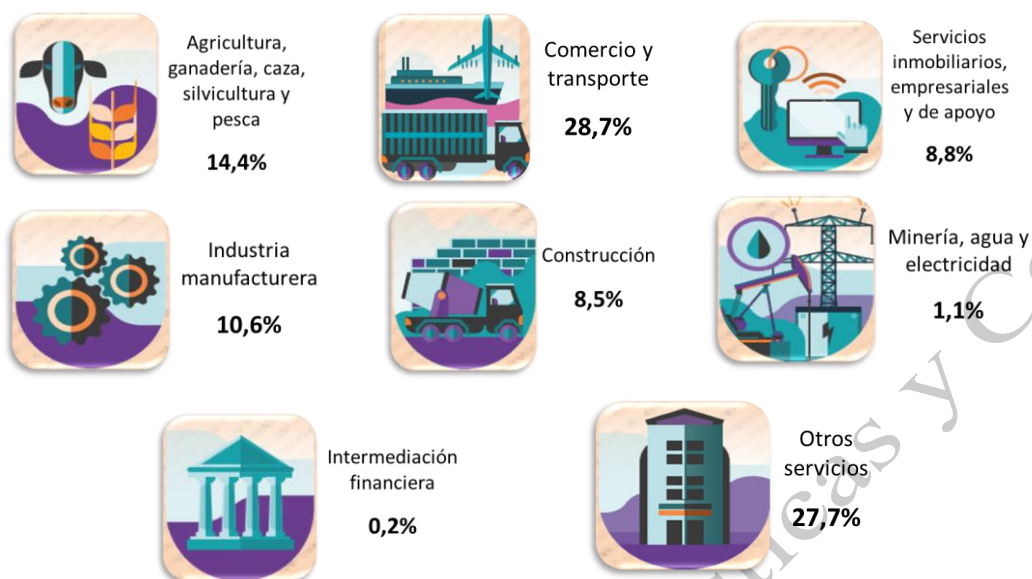 Agricultura,
ganadería, caza,
silvicultura y
pesca
14,4%
Comercio y
transporte
28,7%
Servicios
inmobiliarios,
empresariales
y de apoyo
8,8%
Industria
manufacturera
10,6%
Construcción
8,5%
Minería, agua y
electricidad
1,1%
Intermediación
financiera
0,2%
Otros
servicios
27,7%
ticas y C